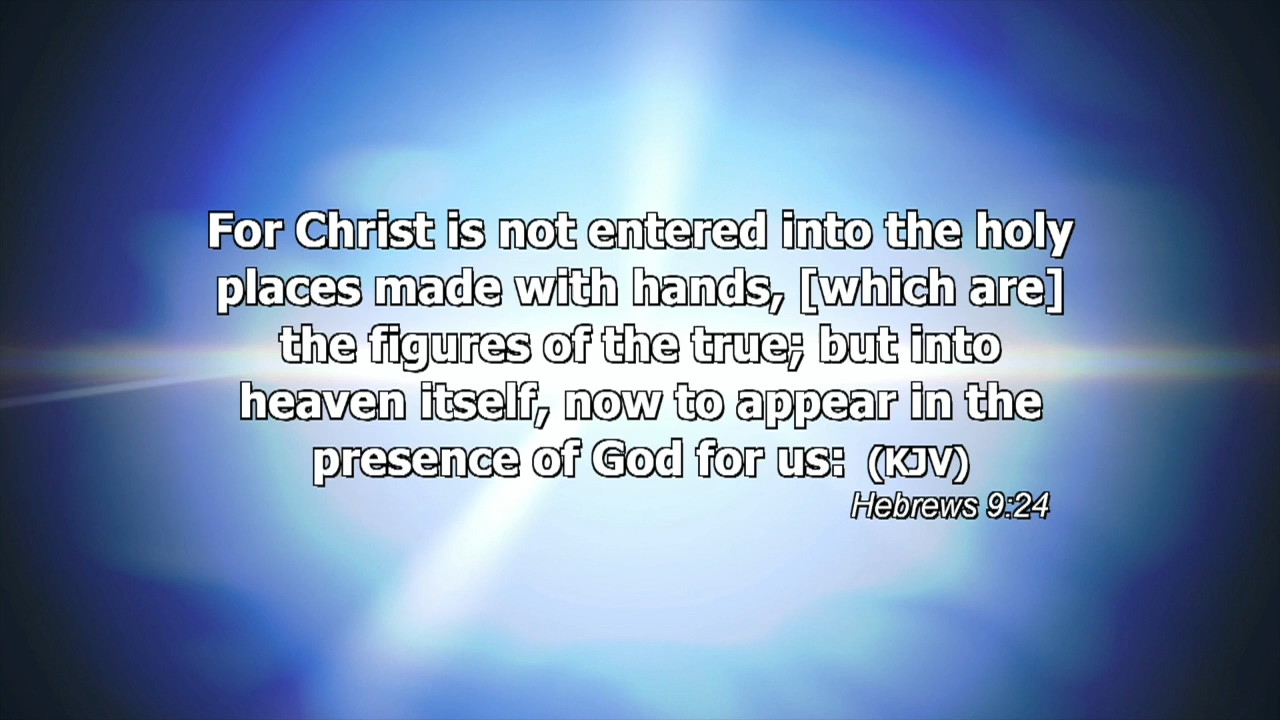 For Christ is not entered into the holy
places made with hands, [which are]
the figures of the true; but into
heaven itself, now to appear in the
presence of God for us: (KJV)
Hebrews 9:24